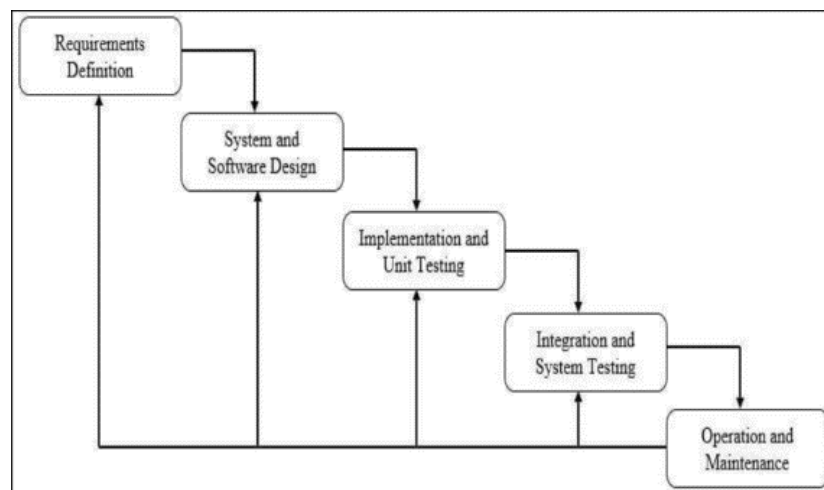 Requirements
Definition
System and
Software Design
Implementation and
Unit Testing
Integration and
System Testing
Operation and
Maintenance